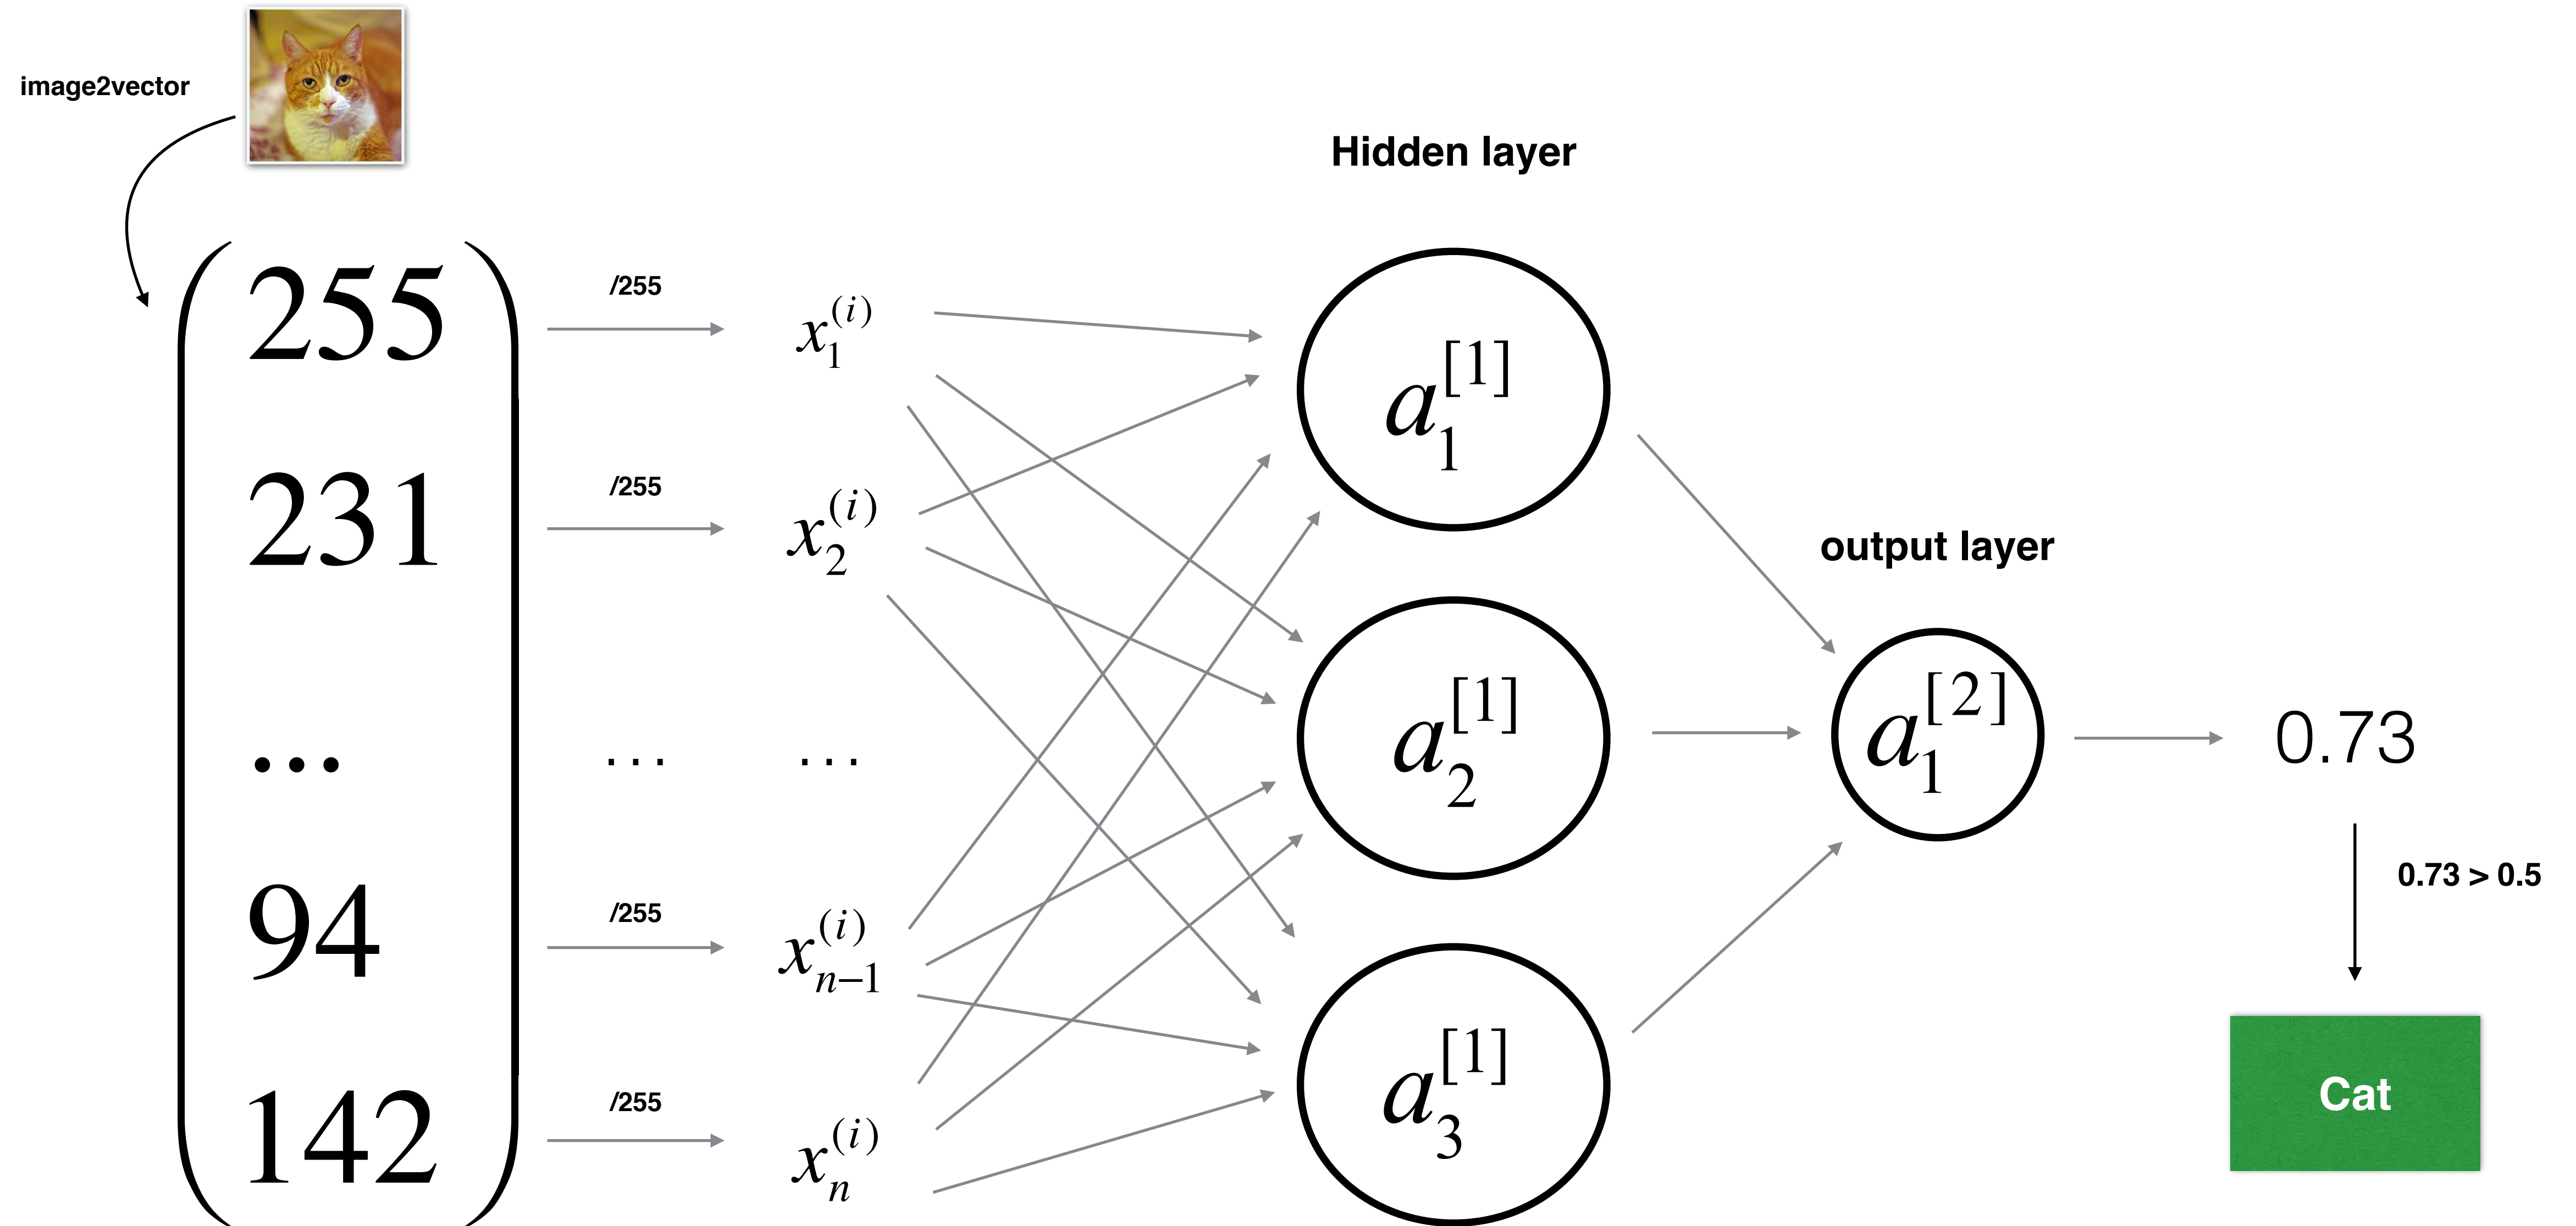 image2vector
Hidden layer
255 /255 x_1^{(i)} a_1^{[1]}
231 /255 x_2^{(i)}
output layer
... ... ... a_2^{[1]} a_1^{[2]} 0.73
0.73 > 0.5
94 /255 x_{n-1}^{(i)}
142 /255 x_n^{(i)} a_3^{[1]} Cat